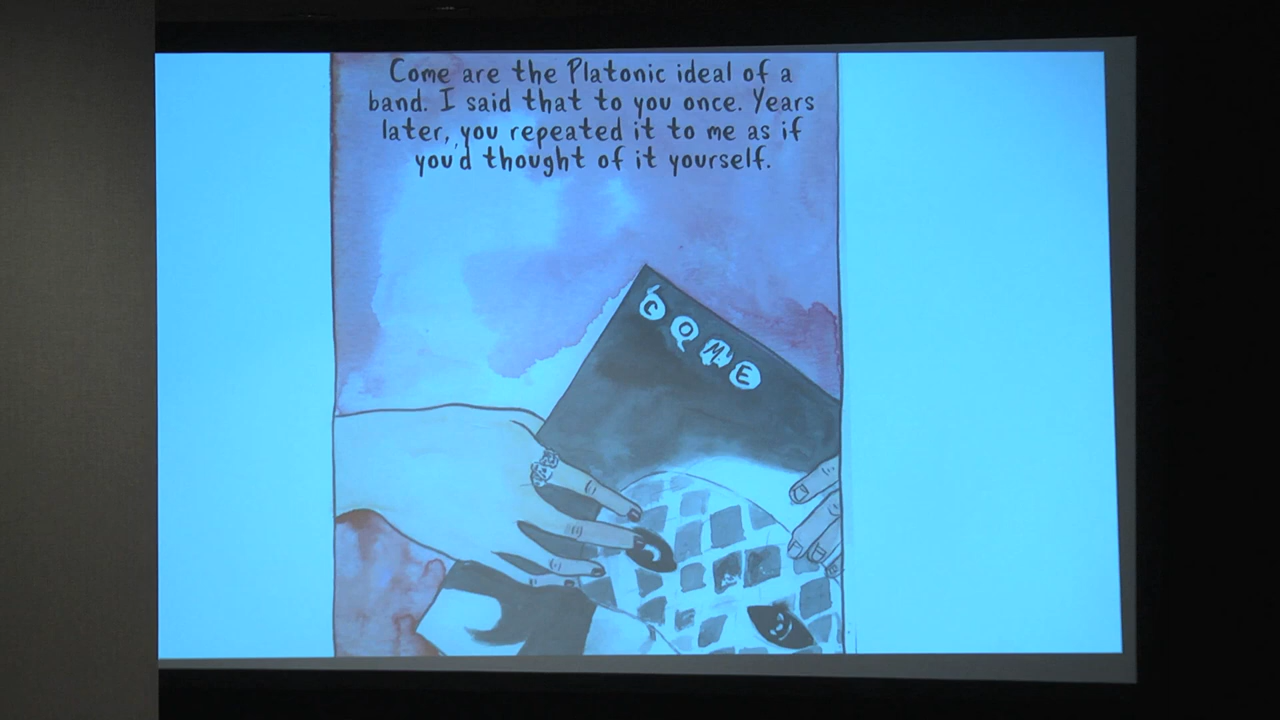 Come are the Platonic ideal of a
band. I said that to you once. Years
later, you repeated it to me as if
you'd thought of it yourself.
COME